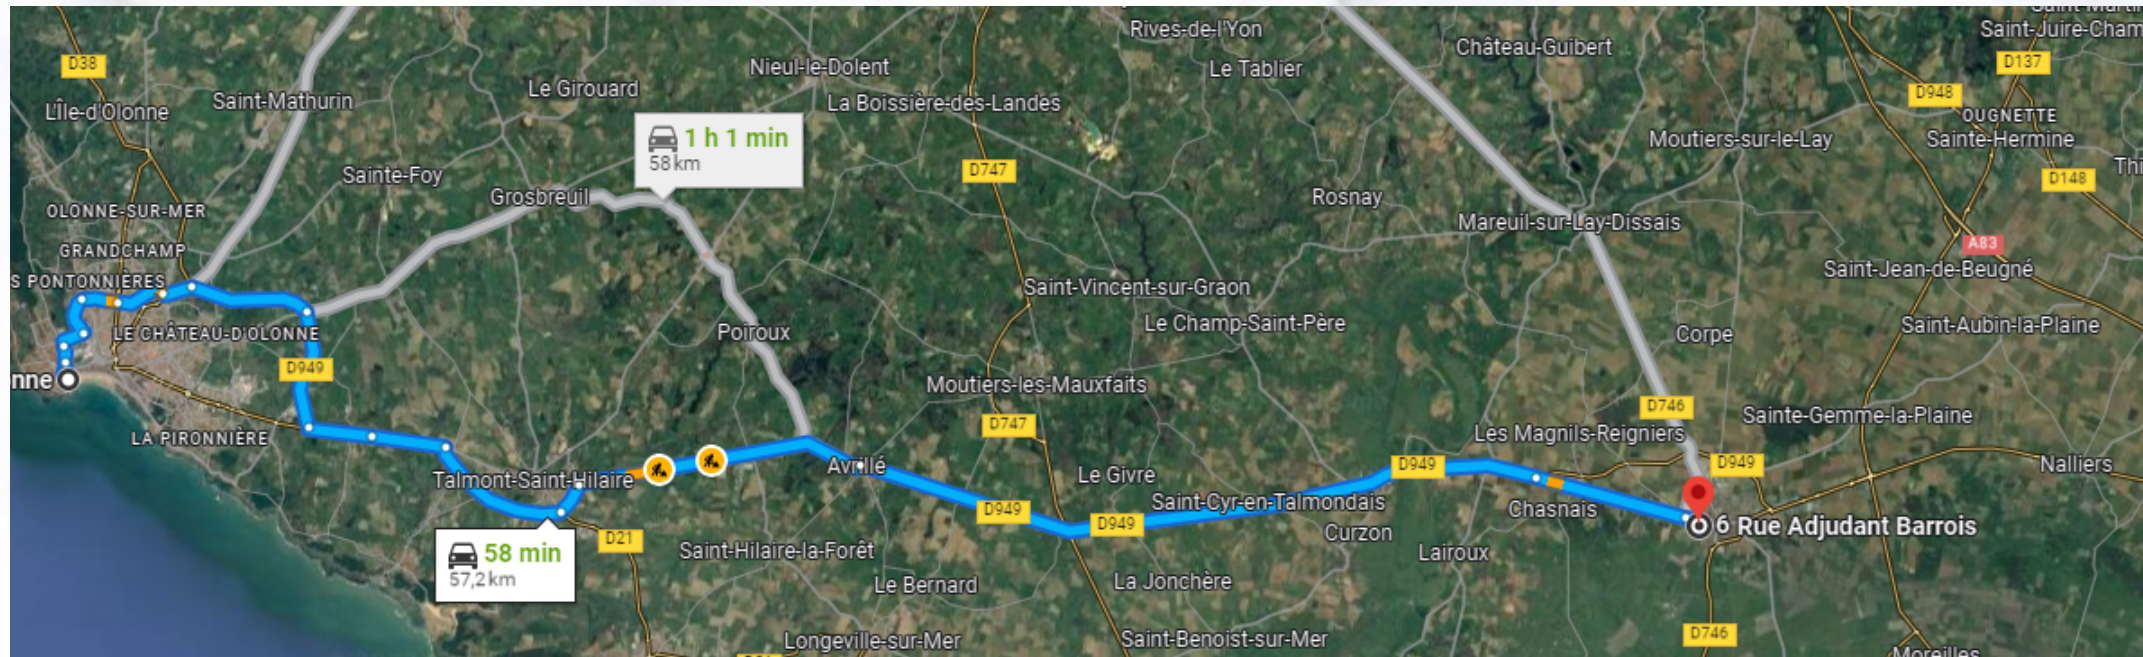 Saint-Martin
Rives-de-l'Yon
Saint-Juire-Cham
Château-Guibert
D38
Nieul-le-Dolent
Le Tablier
D137
Le Girouard
D948
Saint-Mathurin
La Boissière-des-Landes
L'Île-d'Olonne
OUGNETTE
1 h 1 min
58 km
Moutiers-sur-le-Lay
Sainte-Hermine
Thi
D747
Sainte-Foy
D148
Grosbreuil
Rosnay
OLONNE-SUR-MER
Mareuil-sur-Lay-Dissais
GRANDCHAMP
A83
Saint-Jean-de-Beugné
S PONTONNIÈRES
Saint-Vincent-sur-Graon
Le Champ-Saint-Père
Saint-Aubin-la-Plaine
LE CHÂTEAU-D'OLONNE
Poiroux
Corpe
D949
nne
Moutiers-les-Mauxfaits
D746
Sainte-Gemme-la-Plaine
D747
Les Magnils-Reigniers
LA PIRONNIÈRE
D949
D949
Nalliers
Avrillé
Le Givre
Talmont-Saint-Hilaire
Saint-Cyr-en-Talmondais
D949
Chasnais
D949
6 Rue Adjudant Barrois
Curzon
D21
58 min
57,2 km
Saint-Hilaire-la-Forêt
Lairoux
Le Bernard
La Jonchère
D746
Longeville-sur-Mer
Saint-Benoist-sur-Mer
Moreilles